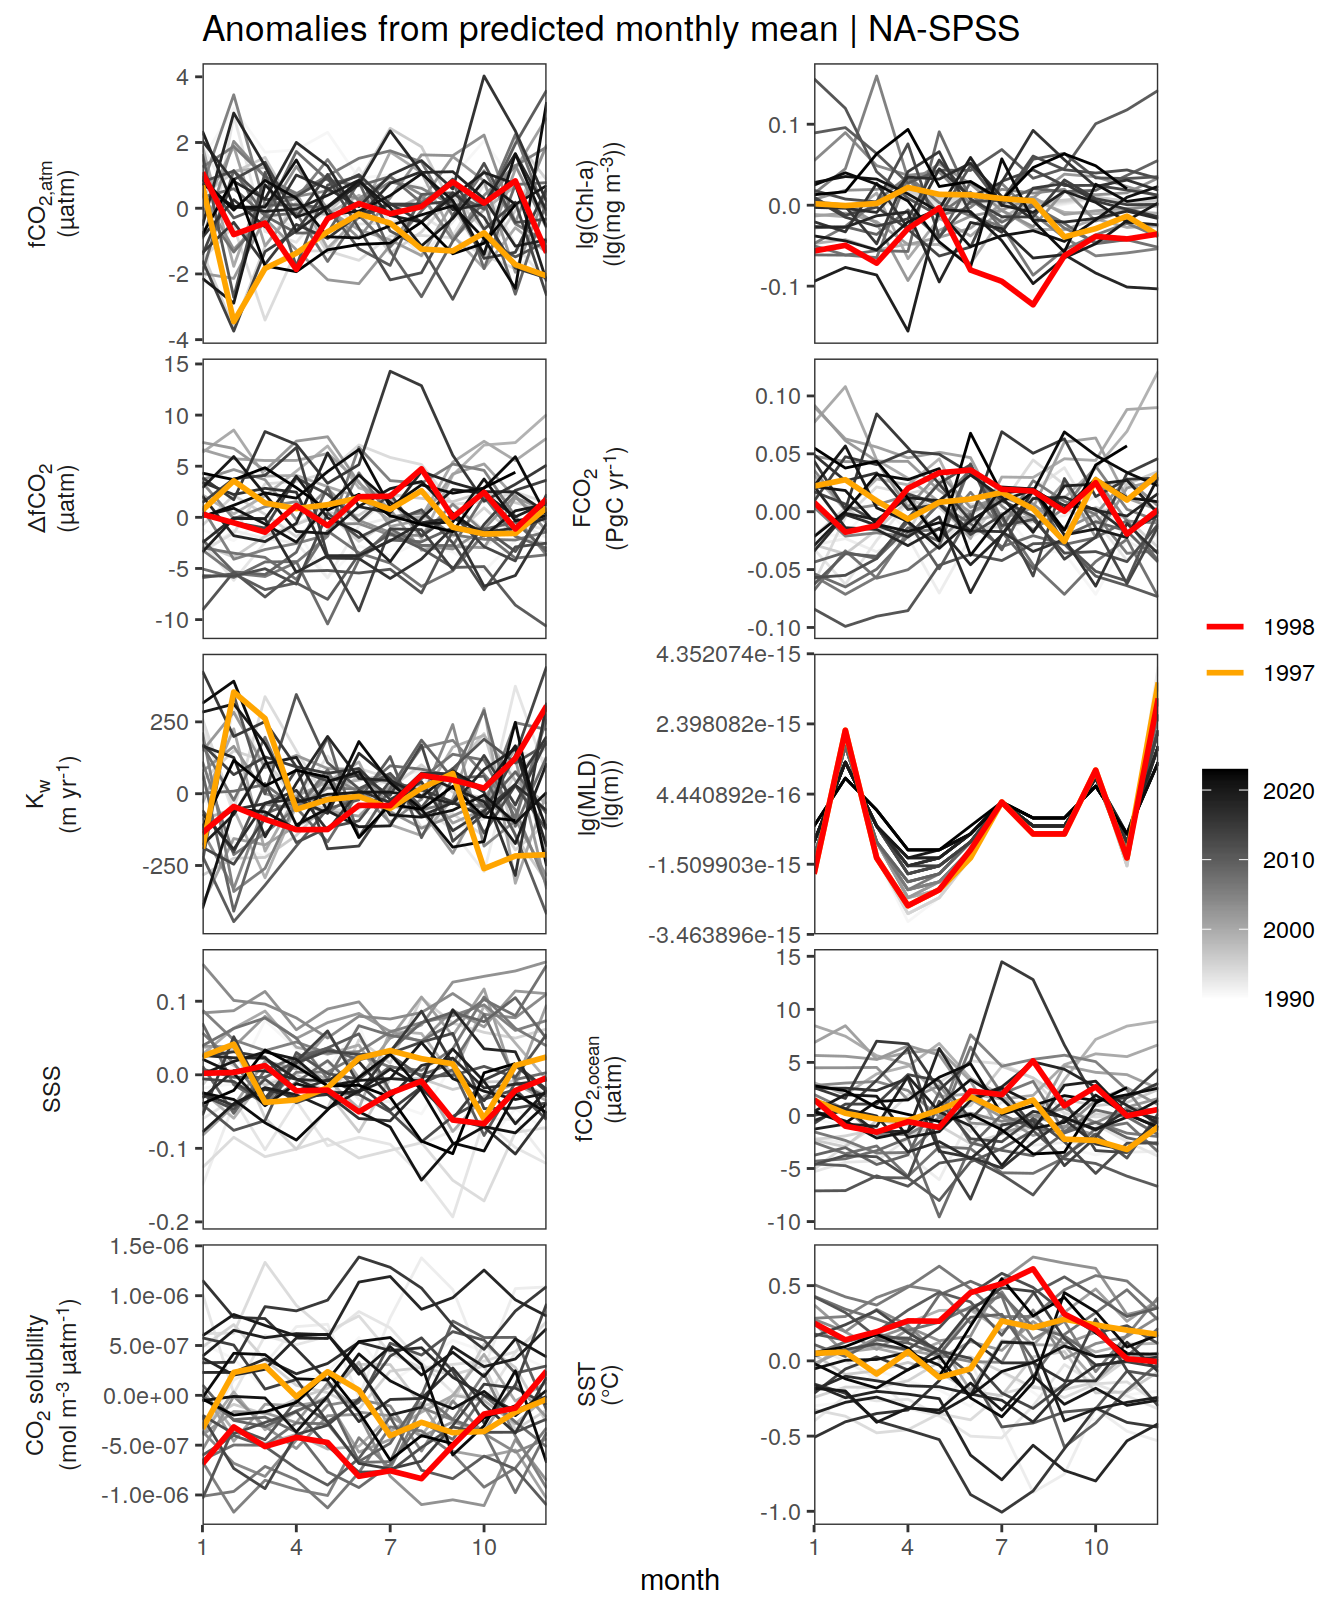 Anomalies from predicted monthly mean | NA-SPSS
fCO2,atm
(µatm)
4
2
0
-2
-4
lg(Chl-a)
(lg(mg m-3))
0.1
0.0
-0.1
ΔfCO2
(µatm)
15
10
5
0
-5
-10
FCO2
(PgC yr-1)
0.10
0.05
0.00
-0.05
-0.10
Kw
(m yr-1)
250
0
-250
lg(MLD)
(lg(m))
4.352074e-15
2.398082e-15
4.440892e-16
-1.509903e-15
-3.463896e-15
SSS
0.1
0.0
-0.1
-0.2
fCO2,ocean
(µatm)
15
10
5
0
-5
-10
CO2 solubility
(mol m-3 µatm-1)
1.5e-06
1.0e-06
5.0e-07
0.0e+00
-5.0e-07
-1.0e-06
SST
(°C)
0.5
0.0
-0.5
-1.0
1 4 7 10
1 4 7 10
month
1998
1997
2020
2010
2000
1990